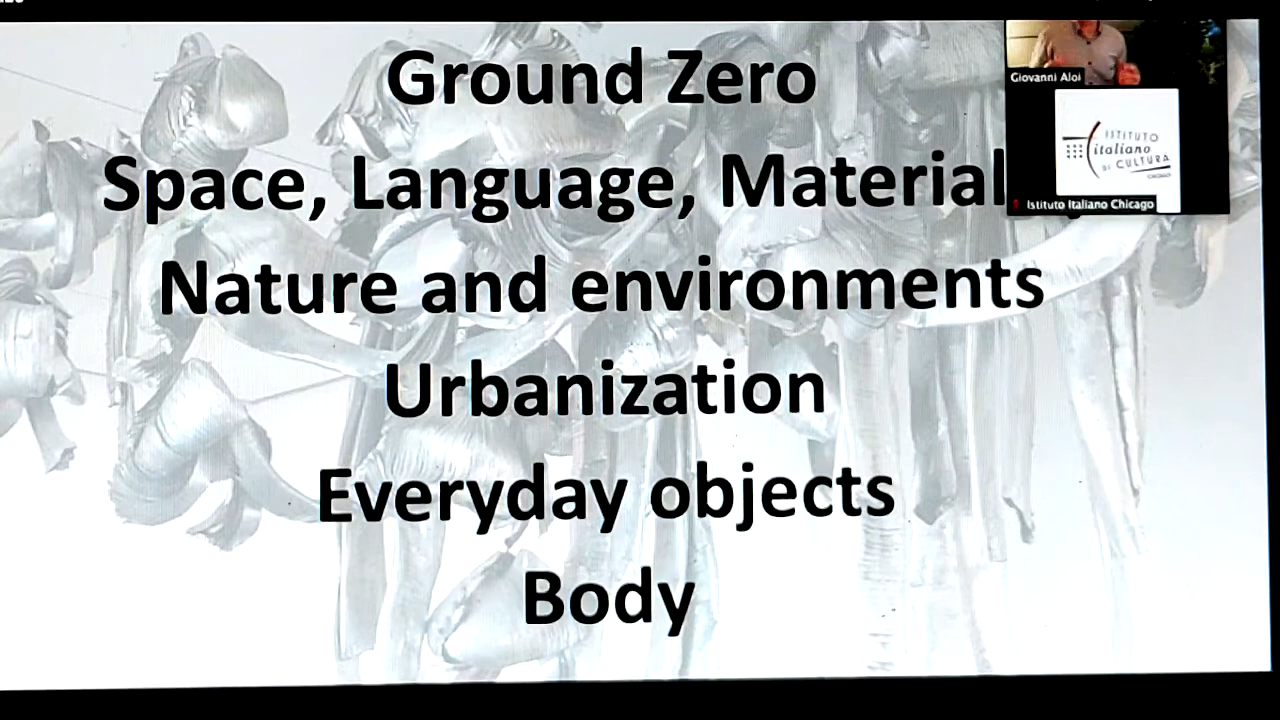 Ground Zero
Space, Language, Material
Nature and environments
Urbanization
Everyday objects
Body
Giovanni Aloi
ISTITUTO
italiano
DI CULTURA
CHICAGO
Istituto Italiano Chicago